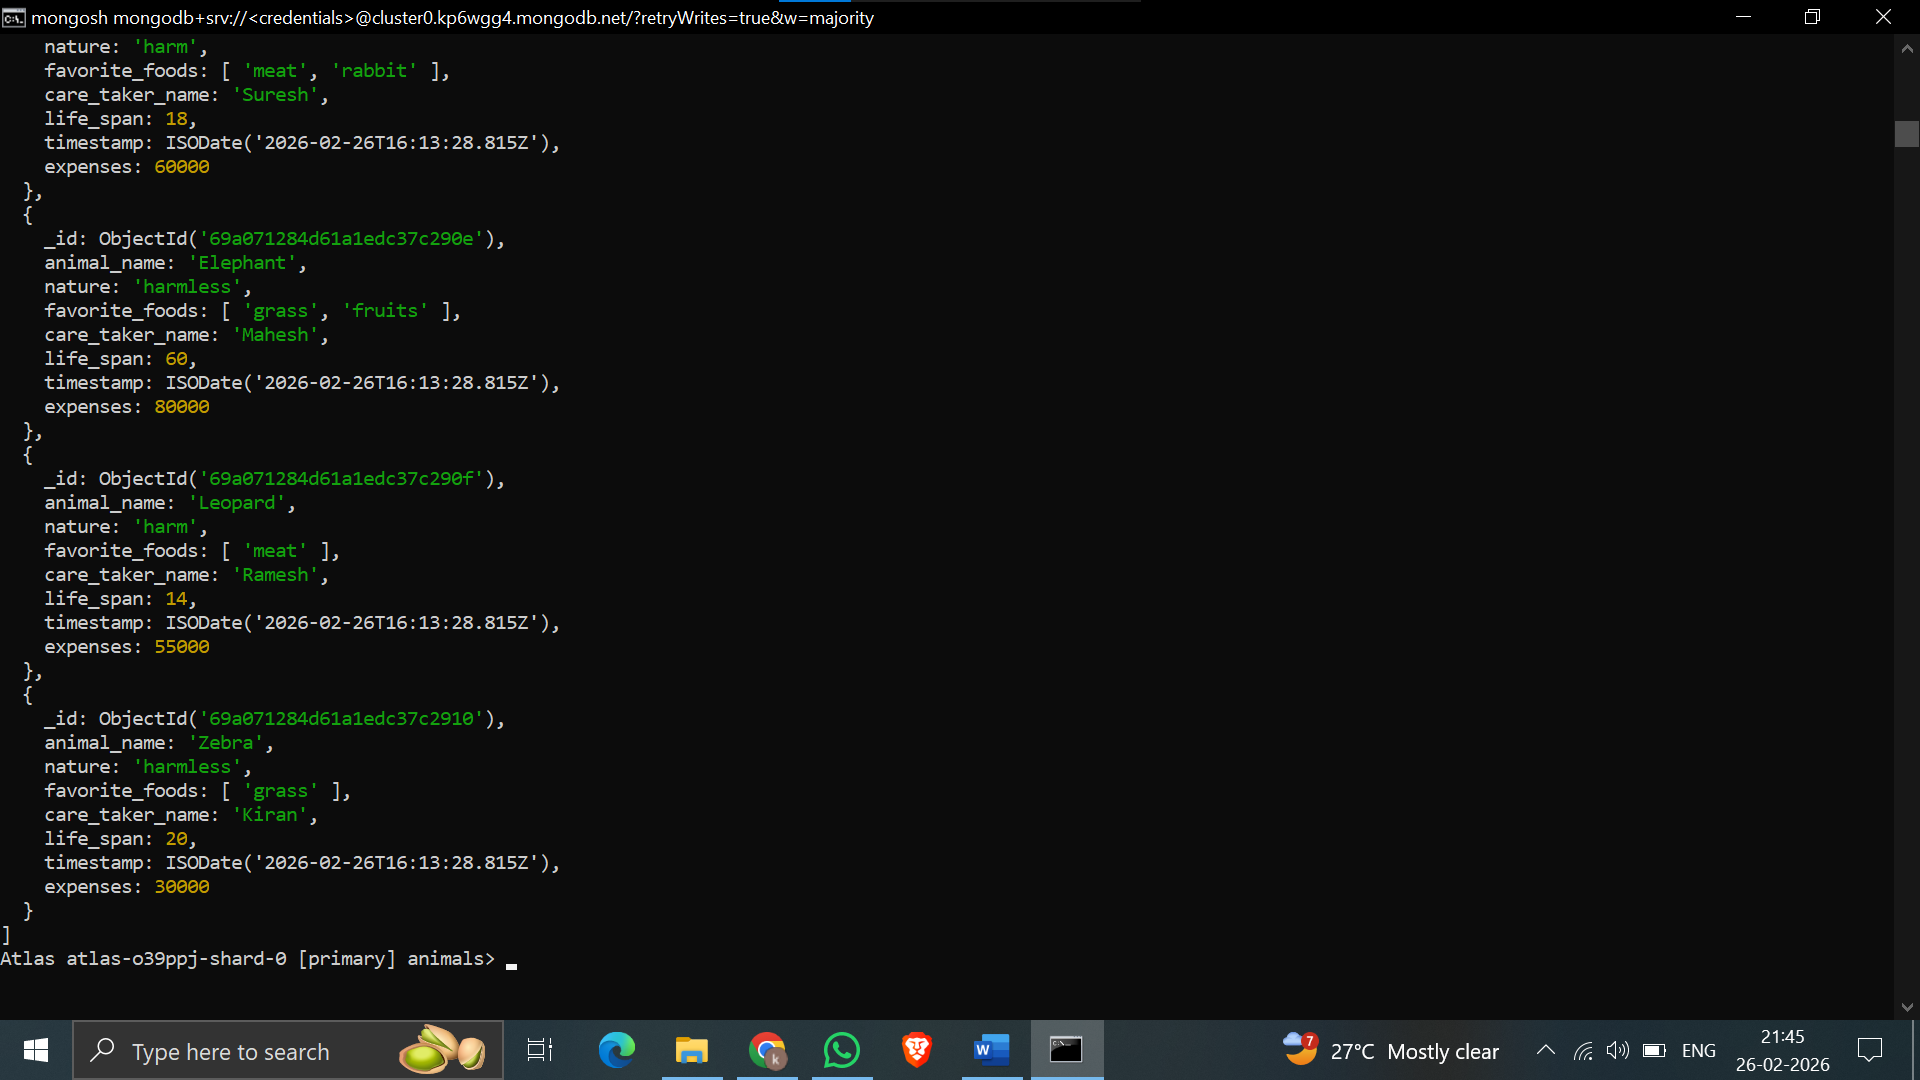 mongosh mongodb+srv://<credentials>@cluster0.kp6wgg4.mongodb.net/?retryWrites=true&w=majority
nature: 'harm',
favorite_foods: [ 'meat', 'rabbit' ],
care_taker_name: 'Suresh',
life_span: 18,
timestamp: ISODate('2026-02-26T16:13:28.815Z'),
expenses: 60000
},
{
_id: ObjectId('69a071284d61a1edc37c290e'),
animal_name: 'Elephant',
nature: 'harmless',
favorite_foods: [ 'grass', 'fruits' ],
care_taker_name: 'Mahesh',
life_span: 60,
timestamp: ISODate('2026-02-26T16:13:28.815Z'),
expenses: 80000
},
{
_id: ObjectId('69a071284d61a1edc37c290f'),
animal_name: 'Leopard',
nature: 'harm',
favorite_foods: [ 'meat' ],
care_taker_name: 'Ramesh',
life_span: 14,
timestamp: ISODate('2026-02-26T16:13:28.815Z'),
expenses: 55000
},
{
_id: ObjectId('69a071284d61a1edc37c2910'),
animal_name: 'Zebra',
nature: 'harmless',
favorite_foods: [ 'grass' ],
care_taker_name: 'Kiran',
life_span: 20,
timestamp: ISODate('2026-02-26T16:13:28.815Z'),
expenses: 30000
}
]
Atlas atlas-o39ppj-shard-0 [primary] animals>
Type here to search
k
W
7
27°C Mostly clear
ENG
21:45
26-02-2026